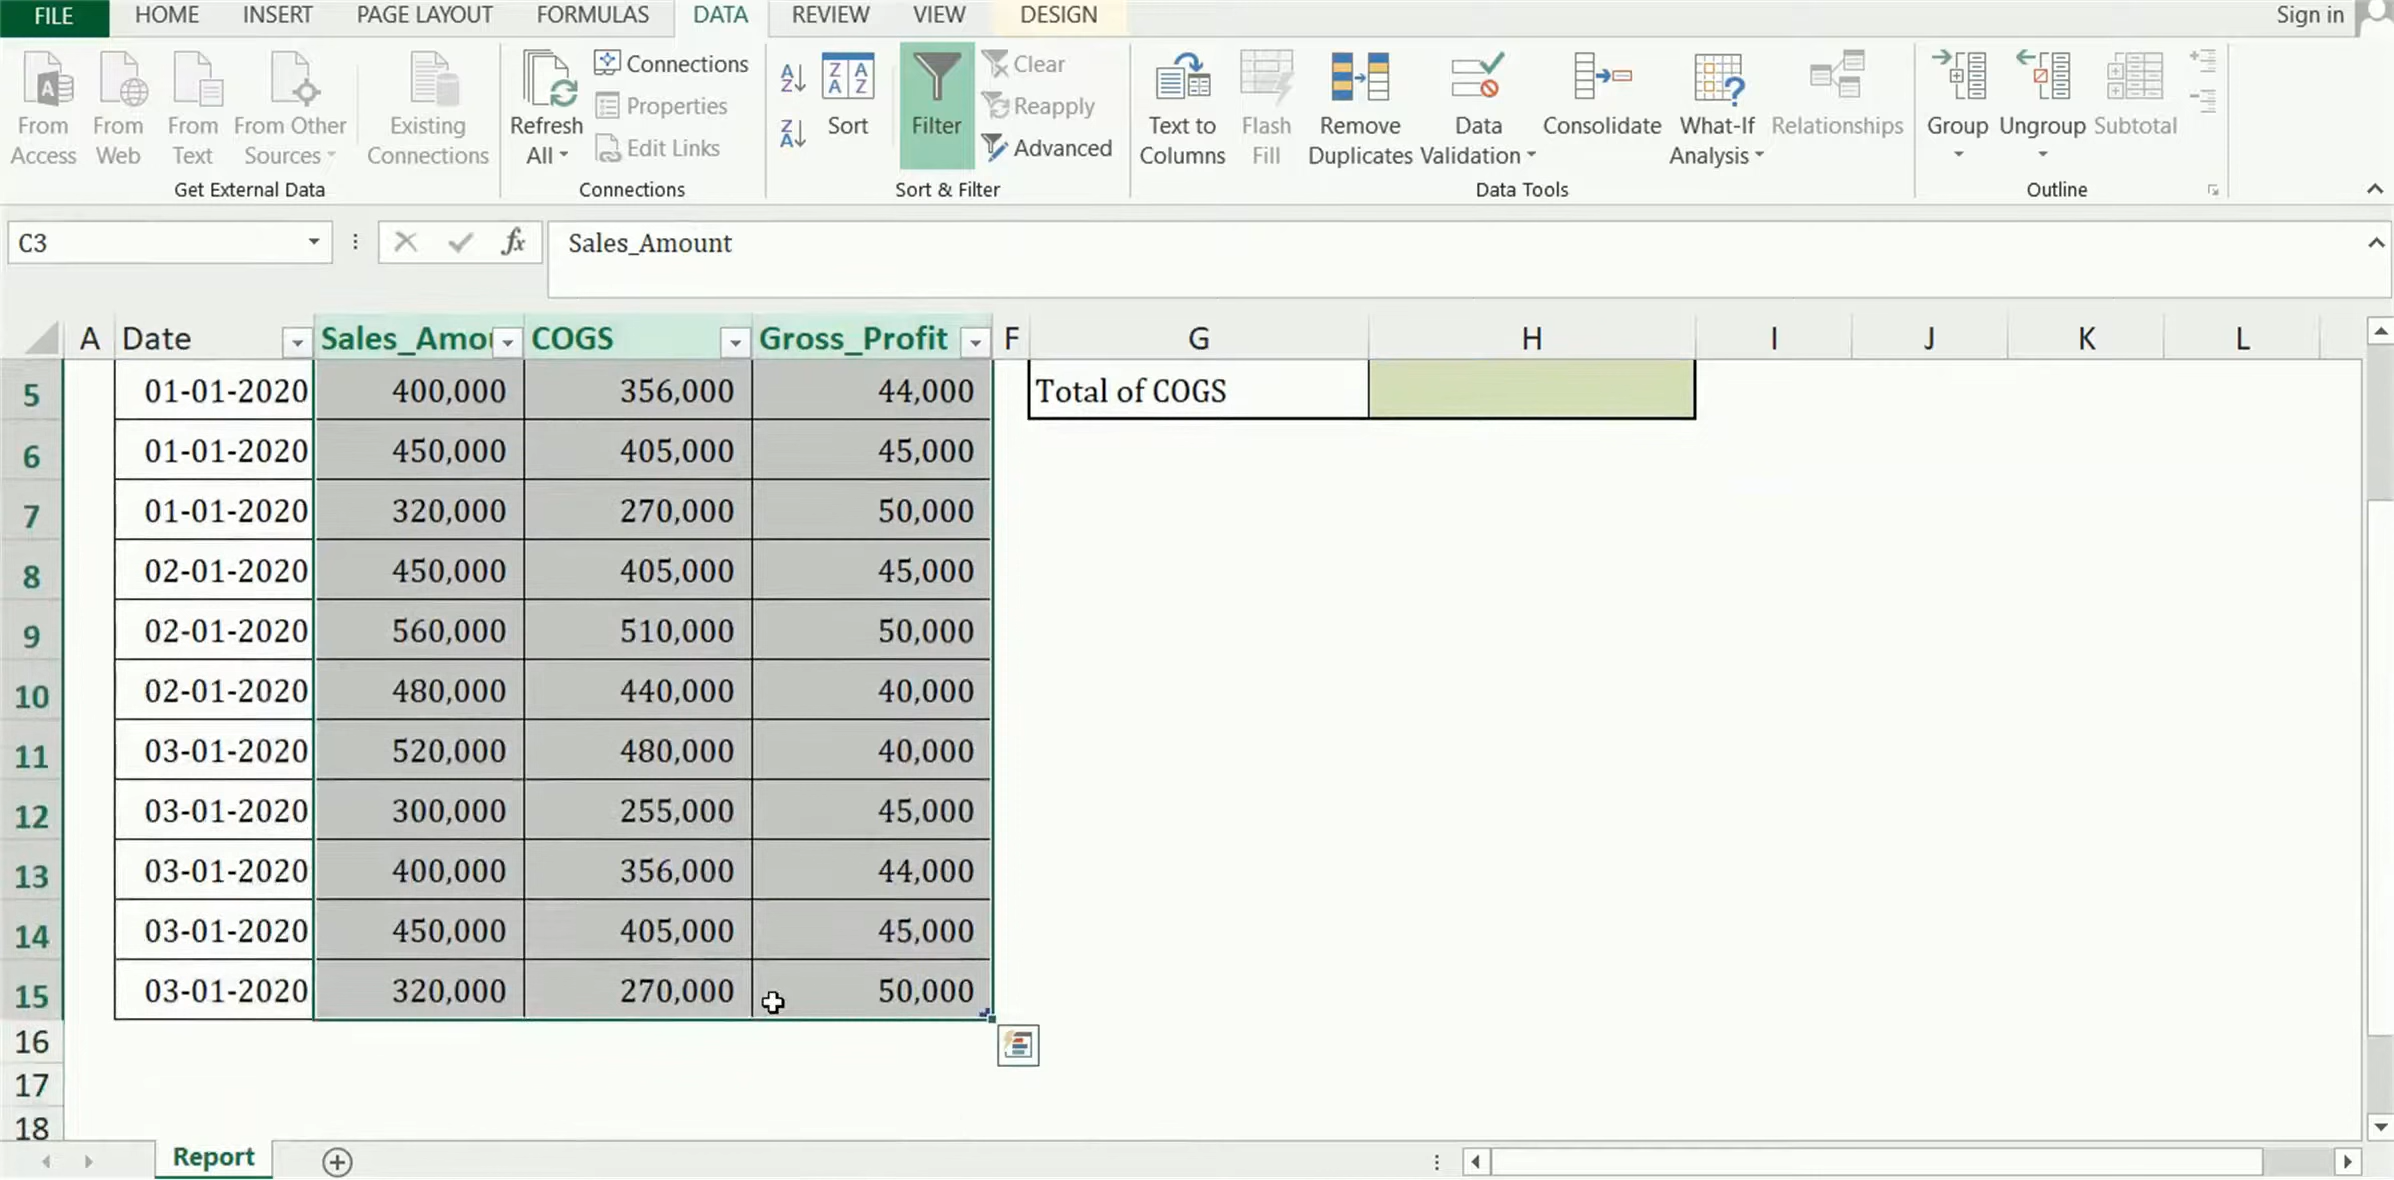 FILE HOME INSERT PAGE LAYOUT FORMULAS DATA REVIEW VIEW DESIGN Sign in
From Access
From Web
From Text
From Other Sources
Existing Connections
Get External Data
Refresh All
Connections
Properties
Edit Links
Connections
Sort
Filter
Clear
Reapply
Advanced
Sort & Filter
Text to Columns
Flash Fill
Remove Duplicates
Data Validation
Consolidate
What-If Analysis
Relationships
Data Tools
Group
Ungroup
Subtotal
Outline
C3 fx Sales_Amount
A Date Sales_Amou COGS Gross_Profit F G H I J K L
5 01-01-2020 400,000 356,000 44,000 Total of COGS
6 01-01-2020 450,000 405,000 45,000
7 01-01-2020 320,000 270,000 50,000
8 02-01-2020 450,000 405,000 45,000
9 02-01-2020 560,000 510,000 50,000
10 02-01-2020 480,000 440,000 40,000
11 03-01-2020 520,000 480,000 40,000
12 03-01-2020 300,000 255,000 45,000
13 03-01-2020 400,000 356,000 44,000
14 03-01-2020 450,000 405,000 45,000
15 03-01-2020 320,000 270,000 50,000
16
17
18
Report